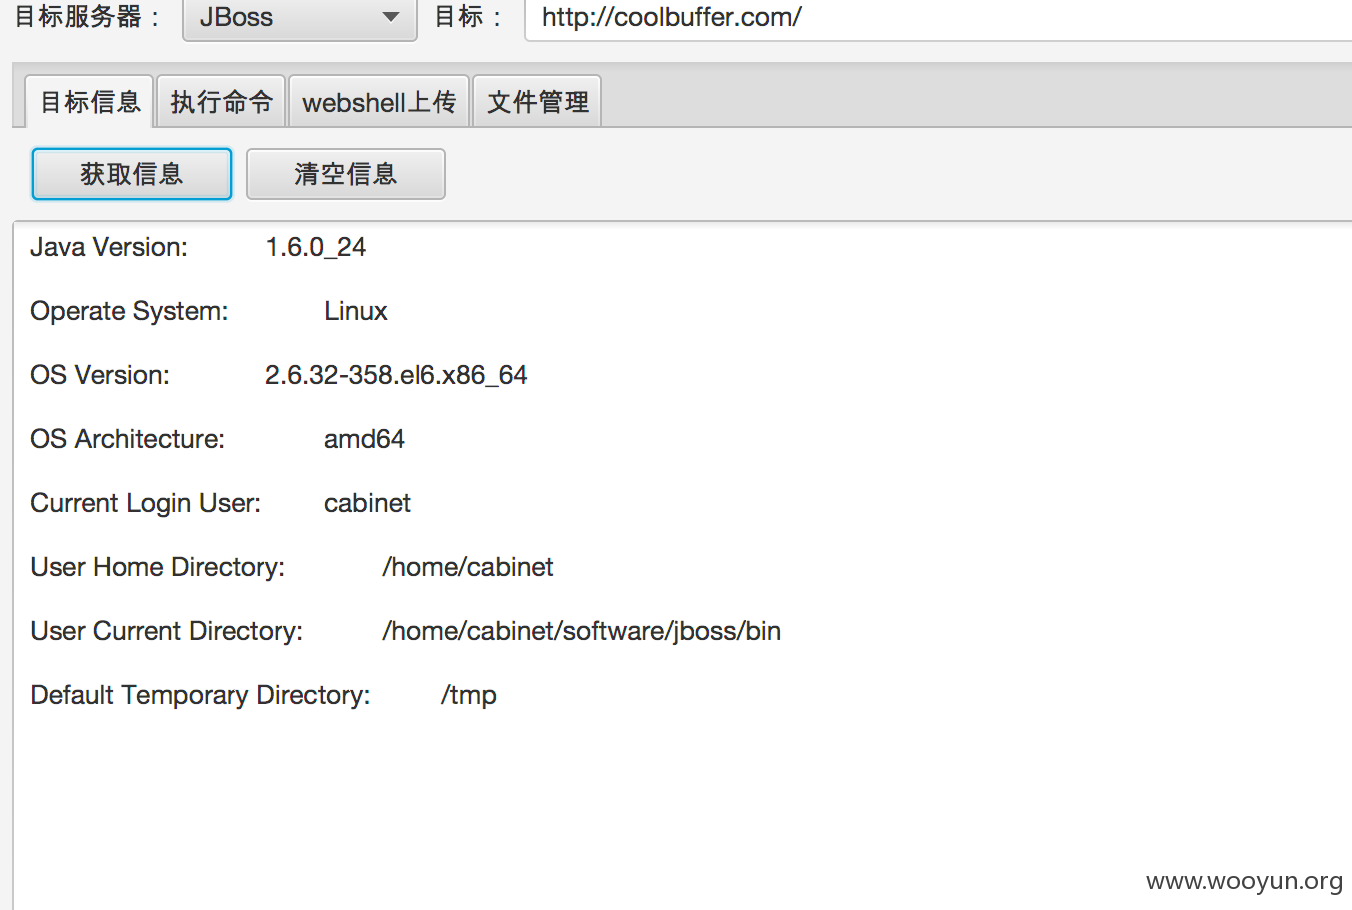 目标服务器： JBoss 目标： http://coolbuffer.com/
目标信息 执行命令 webshell上传 文件管理
获取信息 清空信息
Java Version: 1.6.0_24
Operate System: Linux
OS Version: 2.6.32-358.el6.x86_64
OS Architecture: amd64
Current Login User: cabinet
User Home Directory: /home/cabinet
User Current Directory: /home/cabinet/software/jboss/bin
Default Temporary Directory: /tmp
www.wooyun.org